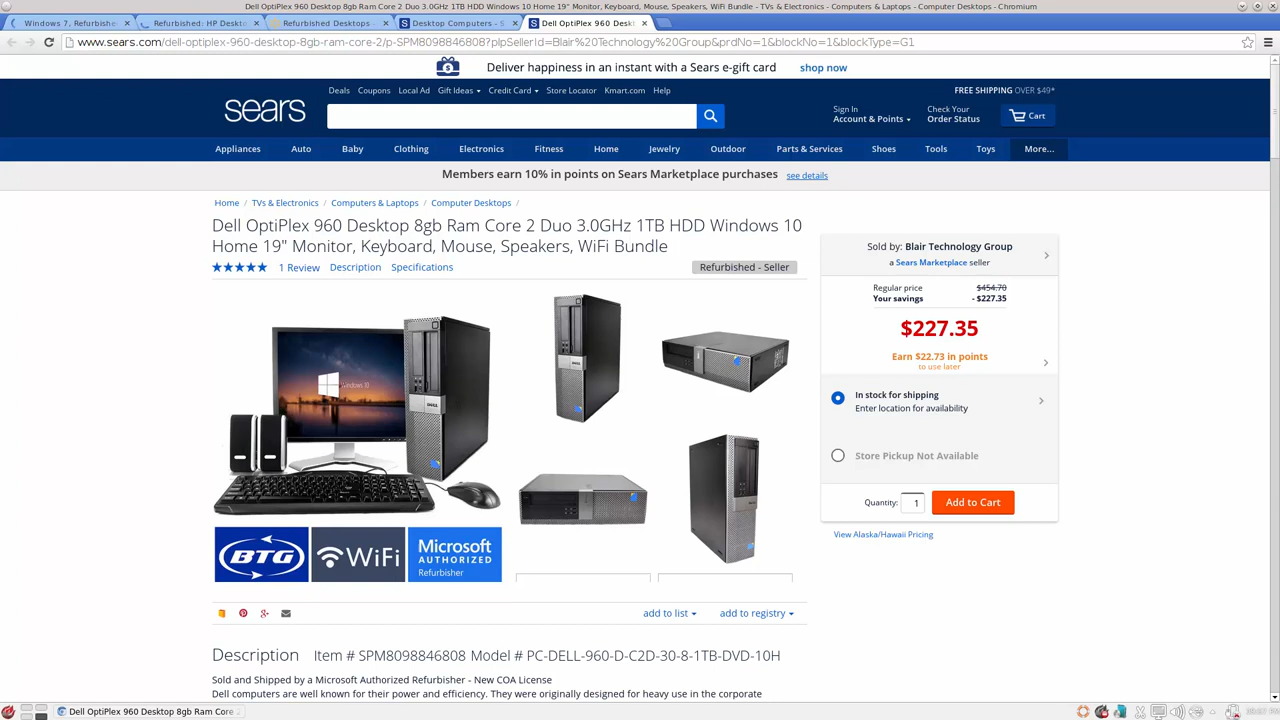 Dell OptiPlex 960 Desktop 8gb Ram Core 2 Duo 3.0GHz 1TB HDD Windows 10 Home 19" Monitor, Keyboard, Mouse, Speakers, WiFi Bundle - TVs & Electronics - Computers & Laptops - Computer Desktops - Chromium
Windows 7, Refurbishe
Refurbished: HP Deskto
Refurbished Desktops -
Desktop Computers - S
Dell OptiPlex 960 Deskt
www.sears.com/dell-optiplex-960-desktop-8gb-ram-core-2/p-SPM8098846808?plpSellerId=Blair%20Technology%20Group&prdNo=1&blockNo=1&blockType=G1
Deliver happiness in an instant with a Sears e-gift card shop now
Deals Coupons Local Ad Gift Ideas Credit Card Store Locator Kmart.com Help
FREE SHIPPING OVER $49*
sears
Sign In
Account & Points
Check Your
Order Status
Cart
Appliances Auto Baby Clothing Electronics Fitness Home Jewelry Outdoor Parts & Services Shoes Tools Toys More...
Members earn 10% in points on Sears Marketplace purchases see details
Home / TVs & Electronics / Computers & Laptops / Computer Desktops /
Dell OptiPlex 960 Desktop 8gb Ram Core 2 Duo 3.0GHz 1TB HDD Windows 10
Home 19" Monitor, Keyboard, Mouse, Speakers, WiFi Bundle
1 Review Description Specifications
Refurbished - Seller
Sold by: Blair Technology Group
a Sears Marketplace seller
Regular price $454.70
Your savings - $227.35
$227.35
Earn $22.73 in points
to use later
In stock for shipping
Enter location for availability
Store Pickup Not Available
Quantity: 1 Add to Cart
View Alaska/Hawaii Pricing
Windows 10
BTG
WiFi
Microsoft
AUTHORIZED
Refurbisher
add to list add to registry
Description Item # SPM8098846808 Model # PC-DELL-960-D-C2D-30-8-1TB-DVD-10H
Sold and Shipped by a Microsoft Authorized Refurbisher - New COA License
Dell computers are well known for their power and efficiency. They were originally designed for heavy use in the corporate
Dell OptiPlex 960 Desktop 8gb Ram Core 2